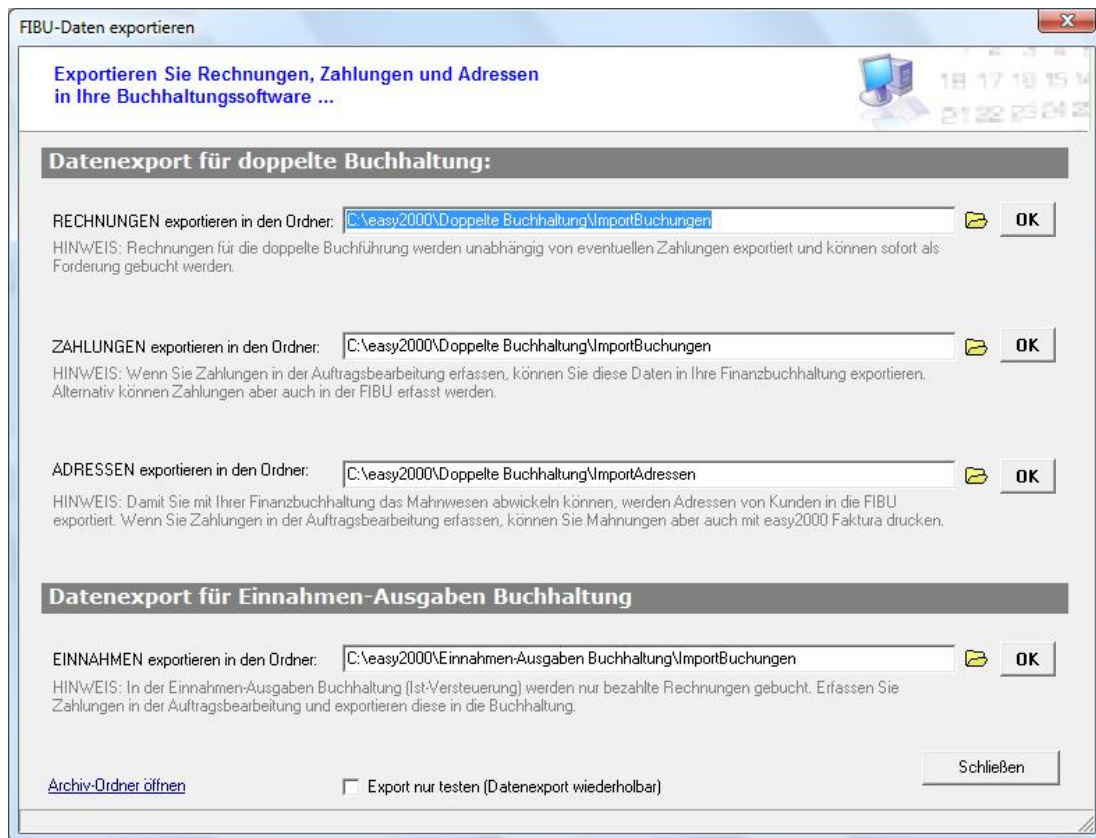 FIBU-Daten exportieren
Exportieren Sie Rechnungen, Zahlungen und Adressen
in Ihre Buchhaltungssoftware ...
Datenexport für doppelte Buchhaltung:
RECHNUNGEN exportieren in den Ordner: C:\easy2000\Doppelte Buchhaltung\ImportBuchungen OK
HINWEIS: Rechnungen für die doppelte Buchführung werden unabhängig von eventuellen Zahlungen exportiert und können sofort als
Forderung gebucht werden.
ZAHLUNGEN exportieren in den Ordner: C:\easy2000\Doppelte Buchhaltung\ImportBuchungen OK
HINWEIS: Wenn Sie Zahlungen in der Auftragsbearbeitung erfassen, können Sie diese Daten in Ihre Finanzbuchhaltung exportieren.
Alternativ können Zahlungen aber auch in der FIBU erfasst werden.
ADRESSEN exportieren in den Ordner: C:\easy2000\Doppelte Buchhaltung\ImportAdressen OK
HINWEIS: Damit Sie mit Ihrer Finanzbuchhaltung das Mahnwesen abwickeln können, werden Adressen von Kunden in die FIBU
exportiert. Wenn Sie Zahlungen in der Auftragsbearbeitung erfassen, können Sie Mahnungen aber auch mit easy2000 Faktura drucken.
Datenexport für Einnahmen-Ausgaben Buchhaltung
EINNAHMEN exportieren in den Ordner: C:\easy2000\Einnahmen-Ausgaben Buchhaltung\ImportBuchungen OK
HINWEIS: In der Einnahmen-Ausgaben Buchhaltung (Ist-Versteuerung) werden nur bezahlte Rechnungen gebucht. Erfassen Sie
Zahlungen in der Auftragsbearbeitung und exportieren diese in die Buchhaltung.
Schließen
Archiv-Ordner öffnen Export nur testen (Datenexport wiederholbar)